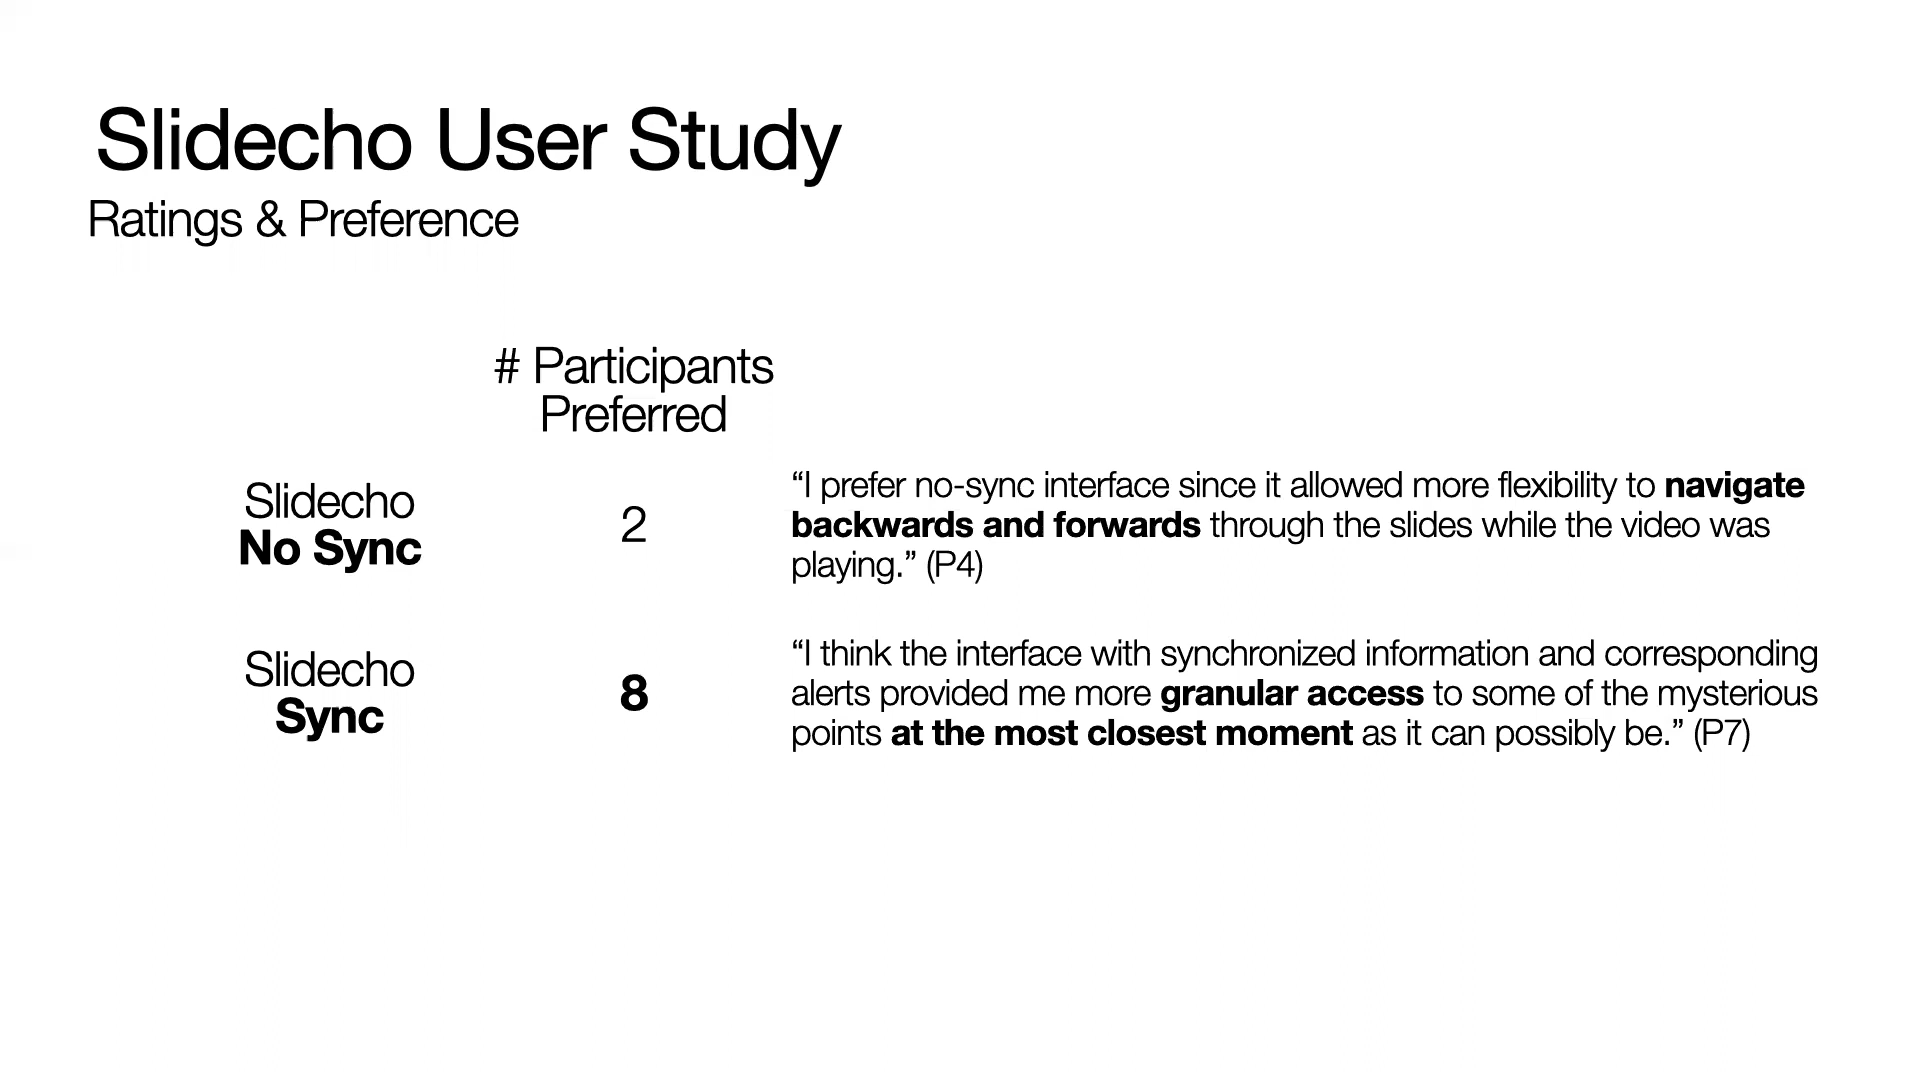 Slidecho User Study
Ratings & Preference
# Participants
Preferred
Slidecho
No Sync
2
“I prefer no-sync interface since it allowed more flexibility to navigate
backwards and forwards through the slides while the video was
playing.” (P4)
Slidecho
Sync
8
“I think the interface with synchronized information and corresponding
alerts provided me more granular access to some of the mysterious
points at the most closest moment as it can possibly be.” (P7)